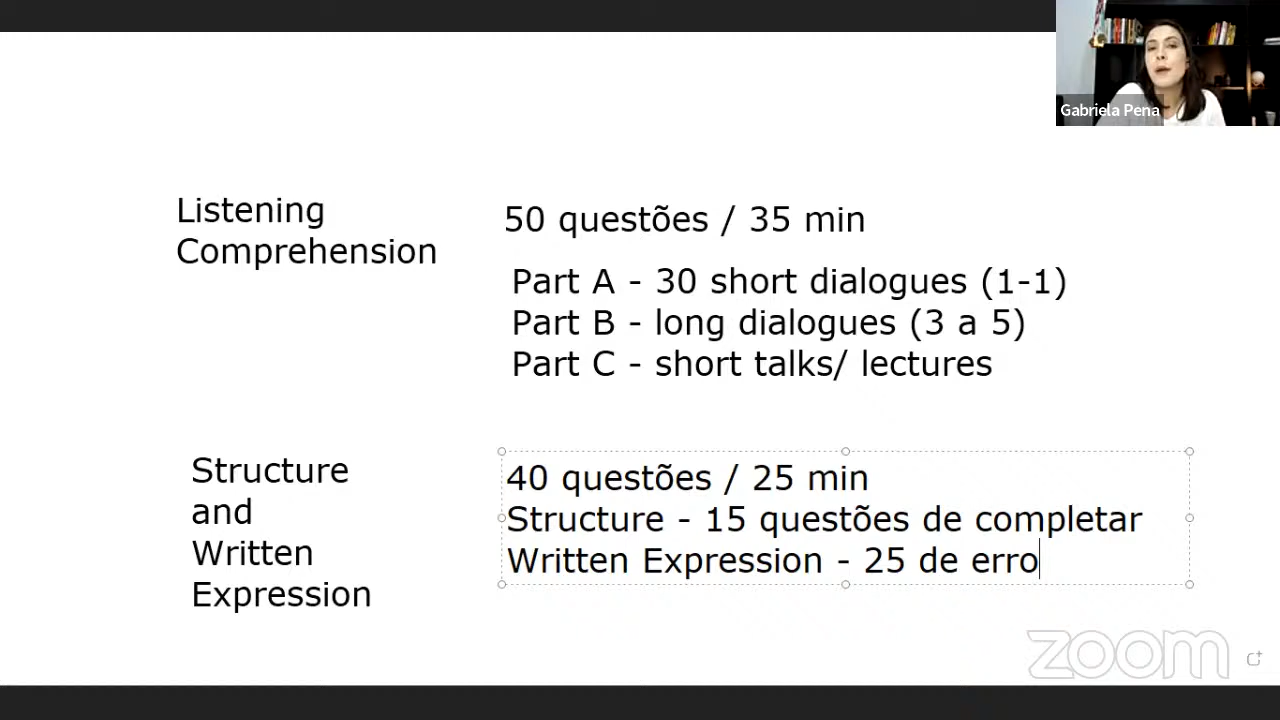 Gabriela Pena
Listening
Comprehension
50 questões / 35 min
Part A - 30 short dialogues (1-1)
Part B - long dialogues (3 a 5)
Part C - short talks/ lectures
Structure
and
Written
Expression
40 questões / 25 min
Structure - 15 questões de completar
Written Expression - 25 de erro
zoom